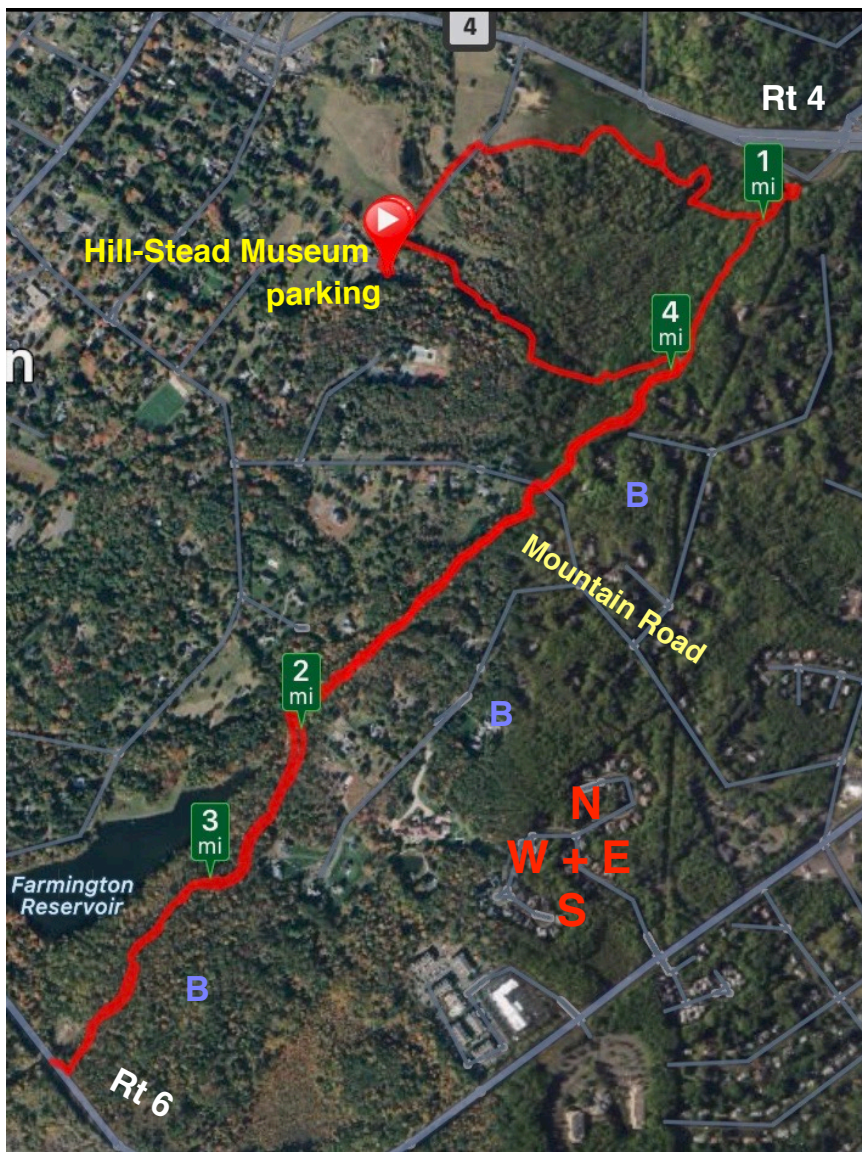 4
Rt 4
1
mi
Hill-Stead Museum
parking
4
mi
n
B
Mountain Road
2
mi
B
N
3
mi
W + E
Farmington
Reservoir
S
B
Rt 6